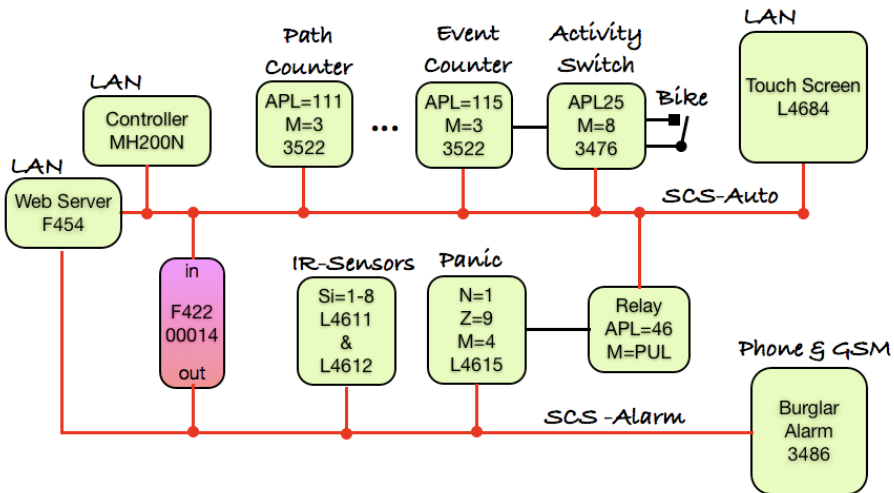 LAN
Controller
MH200N
LAN
Web Server
F454
Path
Counter
APL=111
M=3
3522
...
Event
Counter
APL=115
M=3
3522
Activity
Switch
APL25
M=8
3476
Bike
LAN
Touch Screen
L4684
SCS-Auto
in
F422
00014
out
IR-Sensors
Si=1-8
L4611
&
L4612
Panic
N=1
Z=9
M=4
L4615
Relay
APL=46
M=PUL
Phone & GSM
Burglar
Alarm
3486
SCS -Alarm